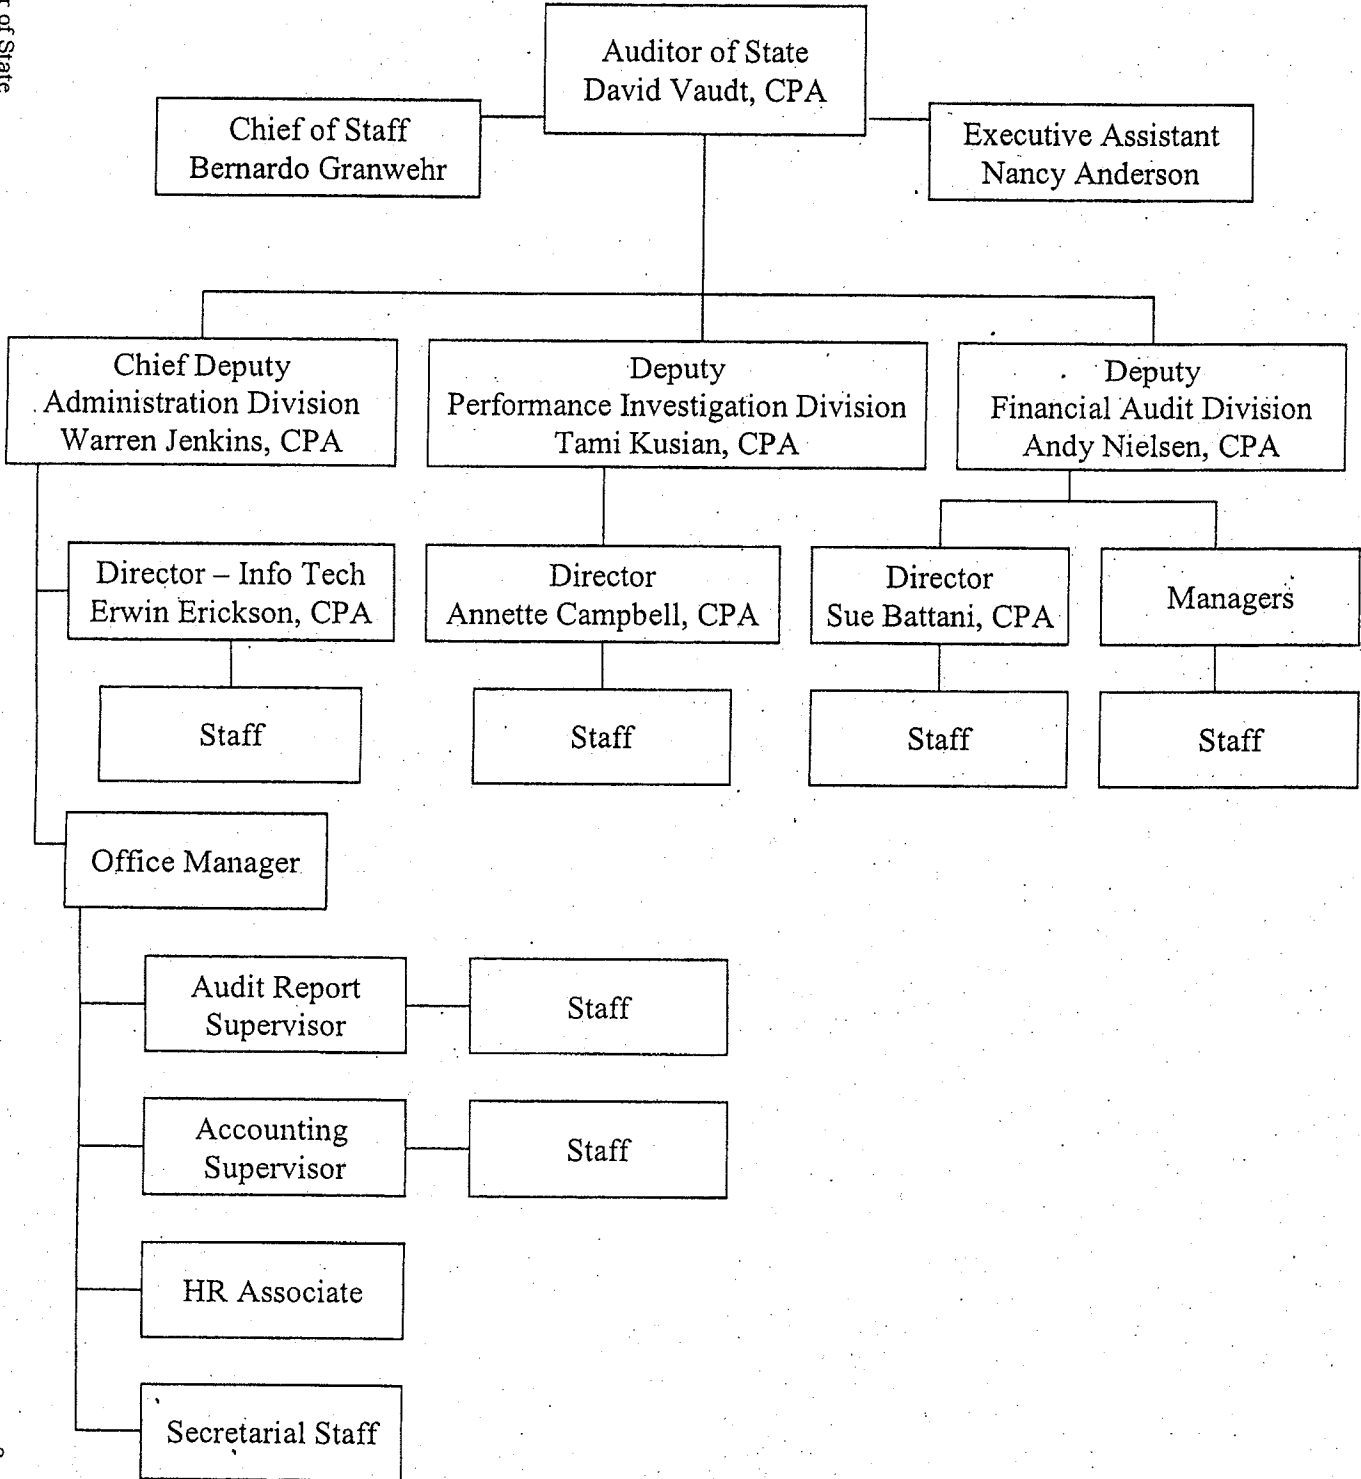 r of State
Auditor of State
David Vaudt, CPA
Chief of Staff
Bernardo Granwehr
Executive Assistant
Nancy Anderson
Chief Deputy
Administration Division
Warren Jenkins, CPA
Deputy
Performance Investigation Division
Tami Kusian, CPA
Deputy
Financial Audit Division
Andy Nielsen, CPA
Director – Info Tech
Erwin Erickson, CPA
Director
Annette Campbell, CPA
Director
Sue Battani, CPA
Managers
Staff
Staff
Staff
Staff
Office Manager
Audit Report
Supervisor
Staff
Accounting
Supervisor
Staff
HR Associate
Secretarial Staff